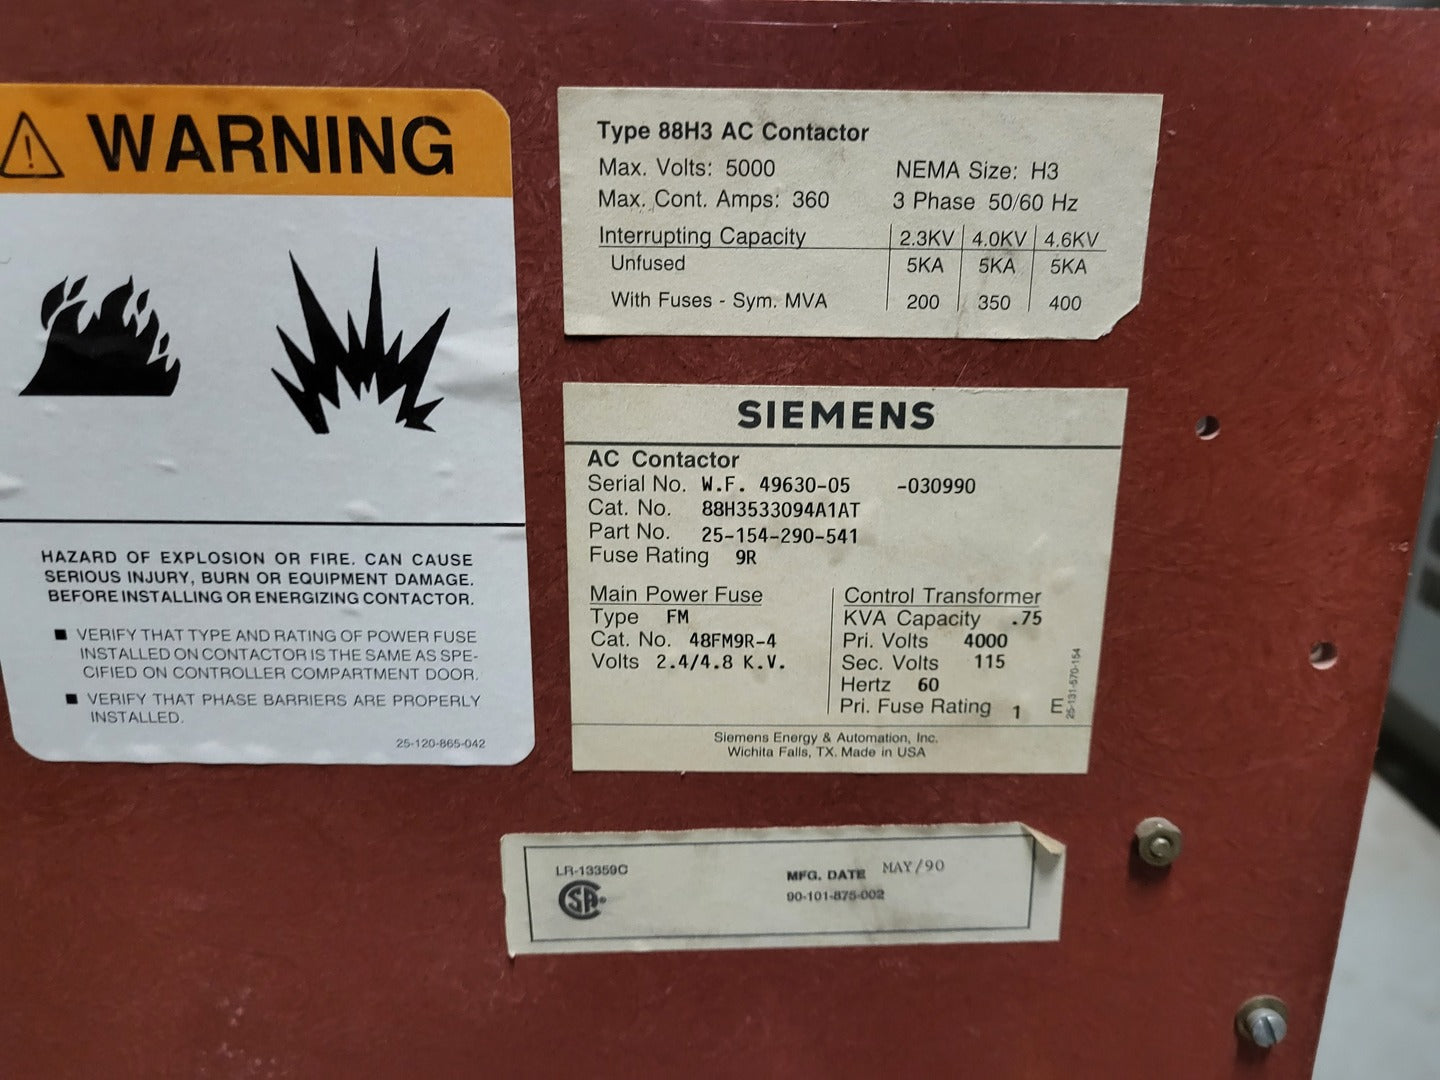 WARNING
HAZARD OF EXPLOSION OR FIRE. CAN CAUSE
SERIOUS INJURY, BURN OR EQUIPMENT DAMAGE.
BEFORE INSTALLING OR ENERGIZING CONTACTOR.
■ VERIFY THAT TYPE AND RATING OF POWER FUSE
INSTALLED ON CONTACTOR IS THE SAME AS SPE-
CIFIED ON CONTROLLER COMPARTMENT DOOR.
■ VERIFY THAT PHASE BARRIERS ARE PROPERLY
INSTALLED.
25-120-865-042
Type 88H3 AC Contactor
Max. Volts: 5000 NEMA Size: H3
Max. Cont. Amps: 360 3 Phase 50/60 Hz
Interrupting Capacity 2.3KV 4.0KV 4.6KV
Unfused 5KA 5KA 5KA
With Fuses - Sym. MVA 200 350 400
SIEMENS
AC Contactor
Serial No. W.F. 49630-05 -030990
Cat. No. 88H3533094A1AT
Part No. 25-154-290-541
Fuse Rating 9R
Main Power Fuse
Type FM
Cat. No. 48FM9R-4
Volts 2.4/4.8 K.V.
Control Transformer
KVA Capacity .75
Pri. Volts 4000
Sec. Volts 115
Hertz 60
Pri. Fuse Rating 1 E
25-131-570-154
Siemens Energy & Automation, Inc.
Wichita Falls, TX. Made in USA
LR-13359C
SA
MFG. DATE MAY/90
90-101-875-002